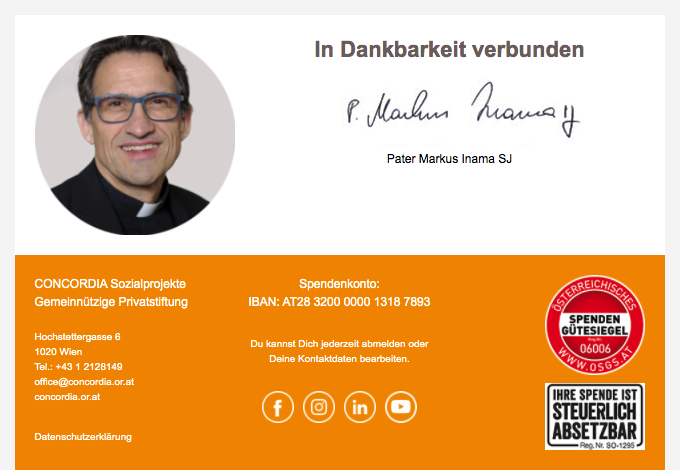 In Dankbarkeit verbunden
P. Markus Inama SJ
Pater Markus Inama SJ
CONCORDIA Sozialprojekte
Gemeinnützige Privatstiftung
Hochstettergasse 6
1020 Wien
Tel.: +43 1 2128149
office@concordia.or.at
concordia.or.at
Datenschutzerklärung
Spendenkonto:
IBAN: AT28 3200 0000 1318 7893
Du kannst Dich jederzeit abmelden oder
Deine Kontaktdaten bearbeiten.
ÖSTERREICHISCHES
SPENDEN
GÜTESIEGEL
Reg.Nr.
06006
WWW.OSGS.AT
IHRE SPENDE IST
STEUERLICH
ABSETZBAR
Reg. Nr. SO-1295